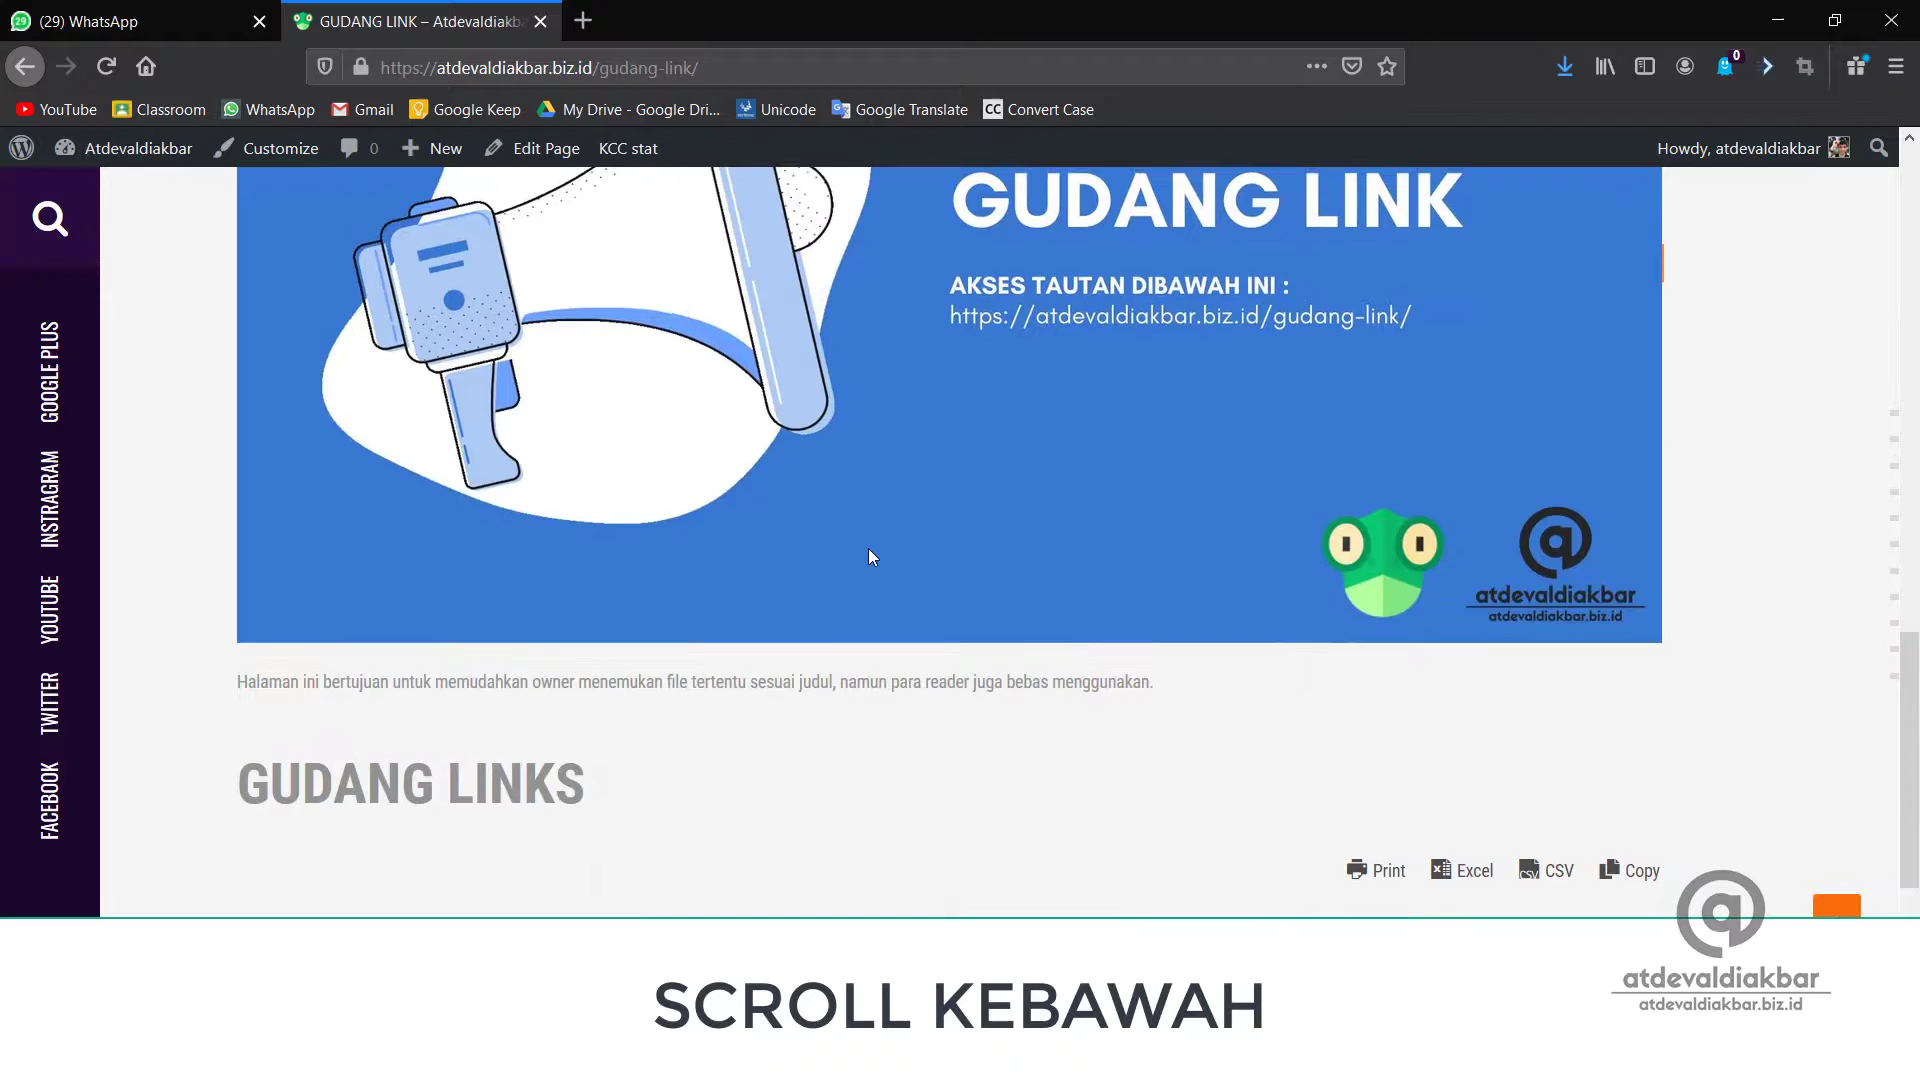 (29) WhatsApp
GUDANG LINK – Atdevaldiakba
https://atdevaldiakbar.biz.id/gudang-link/
0
YouTube
Classroom
WhatsApp
Gmail
Google Keep
My Drive - Google Dri...
Unicode
Google Translate
CC Convert Case
Atdevaldiakbar
Customize
0
New
Edit Page
KCC stat
Howdy, atdevaldiakbar
GOOGLE PLUS
INSTRAGRAM
YOUTUBE
TWITTER
FACEBOOK
GUDANG LINK
AKSES TAUTAN DIBAWAH INI :
https://atdevaldiakbar.biz.id/gudang-link/
atdevaldiakbar
atdevaldiakbar.biz.id
Halaman ini bertujuan untuk memudahkan owner menemukan file tertentu sesuai judul, namun para reader juga bebas menggunakan.
GUDANG LINKS
Print
Excel
CSV
Copy
SCROLL KEBAWAH
atdevaldiakbar
atdevaldiakbar.biz.id